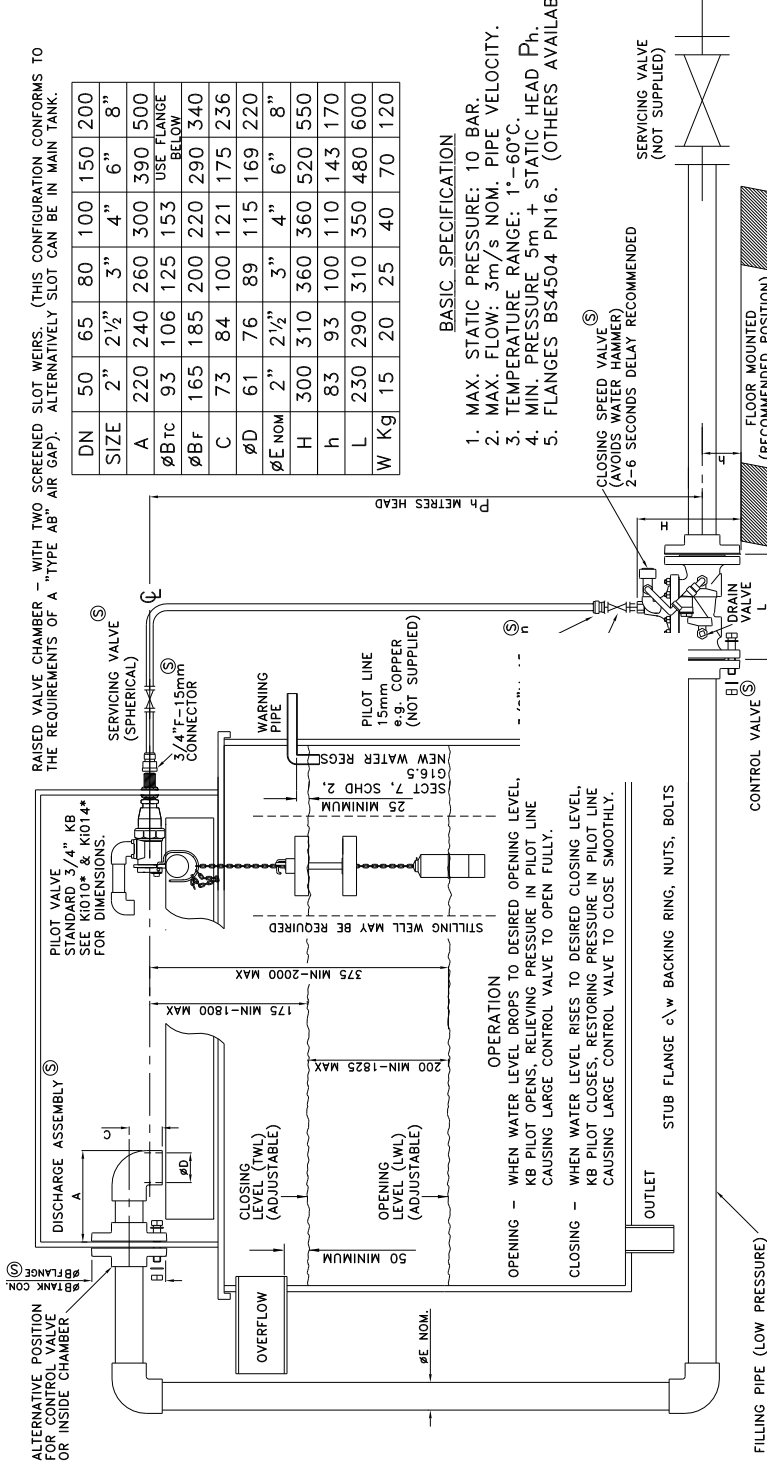 RAISED VALVE CHAMBER – WITH TWO SCREENED SLOT WEIRS. (THIS CONFIGURATION CONFORMS TO
THE REQUIREMENTS OF A "TYPE AB" AIR GAP). ALTERNATIVELY SLOT CAN BE IN MAIN TANK.
ALTERNATIVE POSITION
FOR CONTROL VALVE
OR INSIDE CHAMBER
ØBTANK CON.
ØBFLANGE Ⓢ
DISCHARGE ASSEMBLY Ⓢ
A
C
ØD
PILOT VALVE
STANDARD 3/4" KB
SEE Ki010* & Ki014*
FOR DIMENSIONS.
SERVICING VALVE Ⓢ
(SPHERICAL)
Ⓢ
3/4"F-15mm
CONNECTOR
℄
OVERFLOW
50 MINIMUM
CLOSING
LEVEL (TWL)
(ADJUSTABLE)
OPENING
LEVEL (LWL)
(ADJUSTABLE)
175 MIN-1800 MAX
375 MIN-2000 MAX
200 MIN-1825 MAX
STILLING WELL MAY BE REQUIRED
25 MINIMUM
SECT 7, SCHD 2,
G16.5
NEW WATER REGS
WARNING
PIPE
PILOT LINE
15mm
e.g. COPPER
(NOT SUPPLIED)
Ph METRES HEAD
OPERATION
OPENING – WHEN WATER LEVEL DROPS TO DESIRED OPENING LEVEL,
KB PILOT OPENS, RELIEVING PRESSURE IN PILOT LINE
CAUSING LARGE CONTROL VALVE TO OPEN FULLY.
CLOSING – WHEN WATER LEVEL RISES TO DESIRED CLOSING LEVEL,
KB PILOT CLOSES, RESTORING PRESSURE IN PILOT LINE
CAUSING LARGE CONTROL VALVE TO CLOSE SMOOTHLY.
ØE NOM.
OUTLET
STUB FLANGE c\w BACKING RING, NUTS, BOLTS
FILLING PIPE (LOW PRESSURE)
CONTROL VALVE Ⓢ
DRAIN
VALVE
L
H
h
Ⓢ
CLOSING SPEED VALVE Ⓢ
(AVOIDS WATER HAMMER)
2-6 SECONDS DELAY RECOMMENDED
FLOOR MOUNTED
(RECOMMENDED POSITION)
SERVICING VALVE
(NOT SUPPLIED)
DN 50 65 80 100 150 200
SIZE 2" 2½" 3" 4" 6" 8"
A 220 240 260 300 390 500
ØBTC 93 106 125 153 USE FLANGE BELOW
ØBF 165 185 200 220 290 340
C 73 84 100 121 175 236
ØD 61 76 89 115 169 220
ØE NOM 2" 2½" 3" 4" 6" 8"
H 300 310 360 360 520 550
h 83 93 100 110 143 170
L 230 290 310 350 480 600
W Kg 15 20 25 40 70 120
BASIC SPECIFICATION
1. MAX. STATIC PRESSURE: 10 BAR.
2. MAX. FLOW: 3m/s NOM. PIPE VELOCITY.
3. TEMPERATURE RANGE: 1°-60°C.
4. MIN. PRESSURE 5m + STATIC HEAD Ph.
5. FLANGES BS4504 PN16. (OTHERS